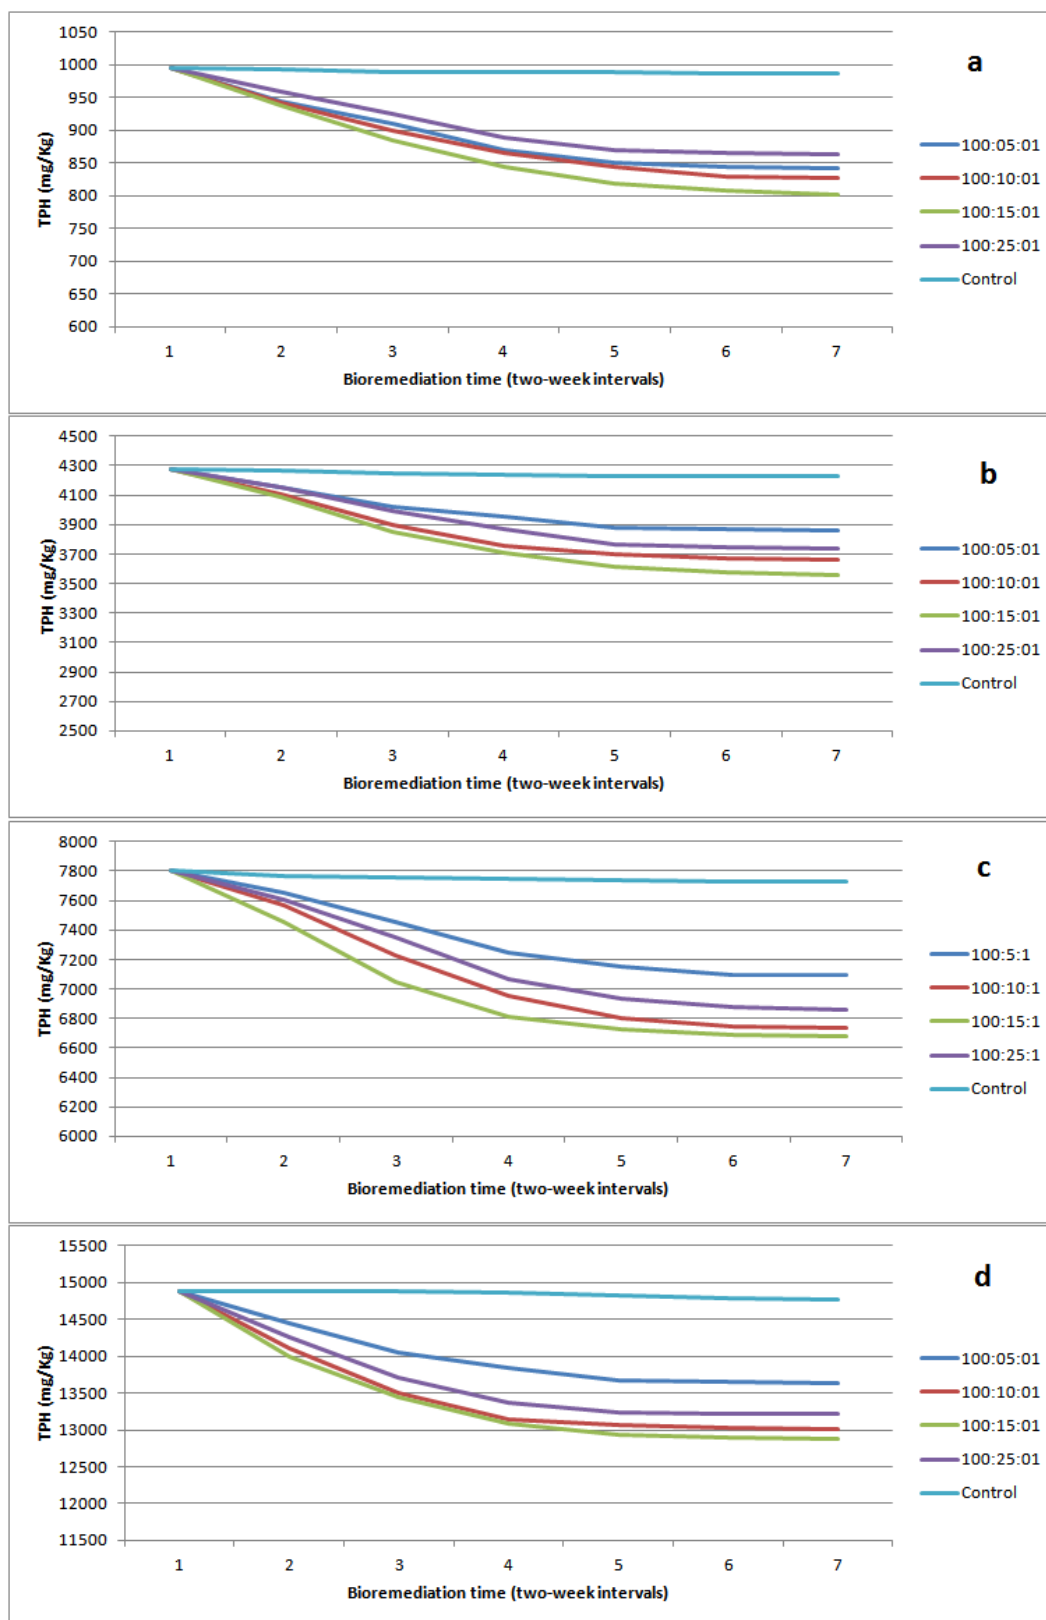 a
TPH (mg/Kg)
1050
1000
950
900
850
800
750
700
650
600
1 2 3 4 5 6 7
Bioremediation time (two-week intervals)
100:05:01
100:10:01
100:15:01
100:25:01
Control
b
TPH (mg/Kg)
4500
4300
4100
3900
3700
3500
3300
3100
2900
2700
2500
1 2 3 4 5 6 7
Bioremediation time (two-week intervals)
100:05:01
100:10:01
100:15:01
100:25:01
Control
c
TPH (mg/Kg)
8000
7800
7600
7400
7200
7000
6800
6600
6400
6200
6000
1 2 3 4 5 6 7
Bioremediation time (two-week intervals)
100:5:1
100:10:1
100:15:1
100:25:1
Control
d
TPH (mg/Kg)
15500
15000
14500
14000
13500
13000
12500
12000
11500
1 2 3 4 5 6 7
Bioremediation time (two-week intervals)
100:05:01
100:10:01
100:15:01
100:25:01
Control